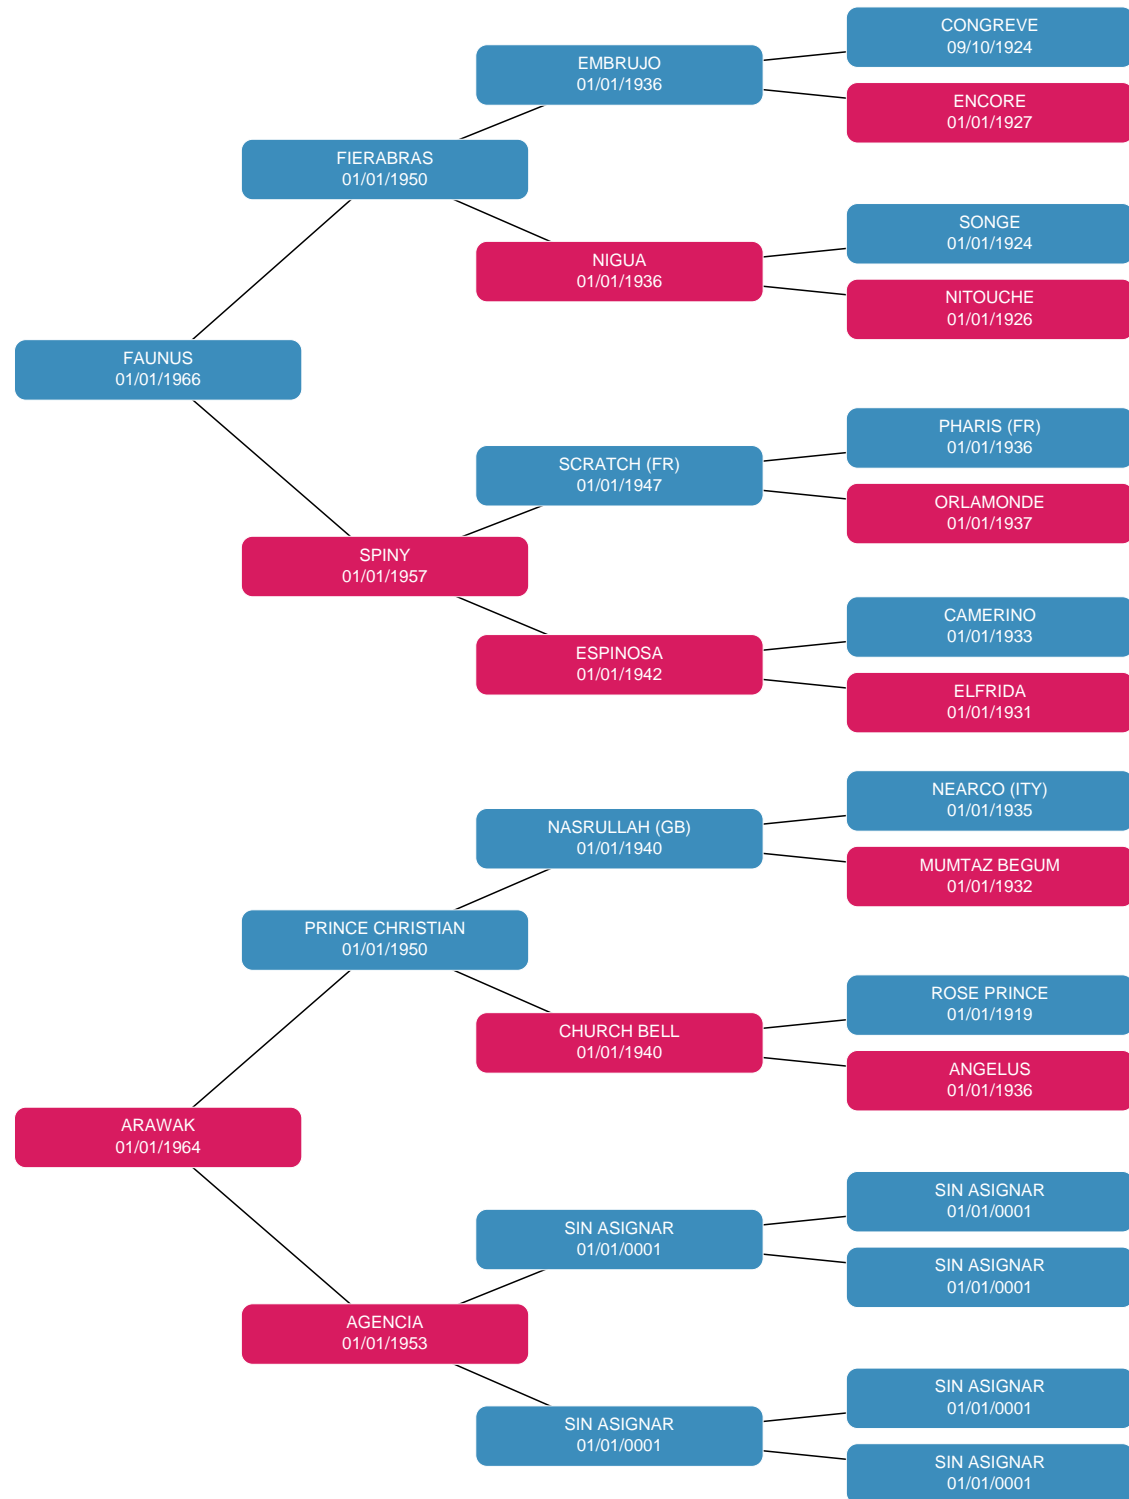 CONGREVE
09/10/1924
EMBRUJO
01/01/1936
ENCORE
01/01/1927
FIERABRAS
01/01/1950
SONGE
01/01/1924
NIGUA
01/01/1936
NITOUCHE
01/01/1926
FAUNUS
01/01/1966
PHARIS (FR)
01/01/1936
SCRATCH (FR)
01/01/1947
ORLAMONDE
01/01/1937
SPINY
01/01/1957
CAMERINO
01/01/1933
ESPINOSA
01/01/1942
ELFRIDA
01/01/1931
NEARCO (ITY)
01/01/1935
NASRULLAH (GB)
01/01/1940
MUMTAZ BEGUM
01/01/1932
PRINCE CHRISTIAN
01/01/1950
ROSE PRINCE
01/01/1919
CHURCH BELL
01/01/1940
ANGELUS
01/01/1936
ARAWAK
01/01/1964
SIN ASIGNAR
01/01/0001
SIN ASIGNAR
01/01/0001
SIN ASIGNAR
01/01/0001
AGENCIA
01/01/1953
SIN ASIGNAR
01/01/0001
SIN ASIGNAR
01/01/0001
SIN ASIGNAR
01/01/0001